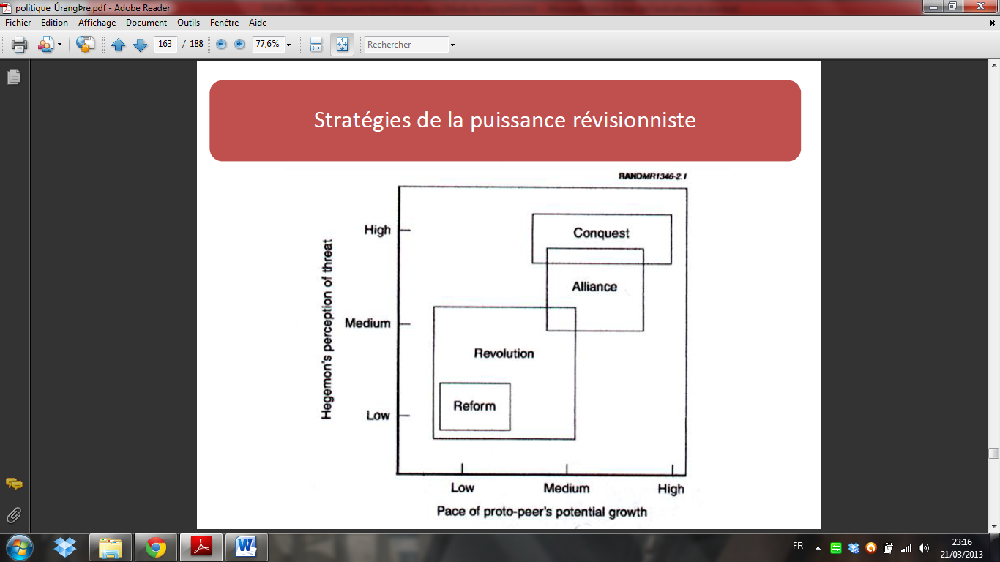 politique_ÚrangÞre.pdf - Adobe Reader
Fichier Edition Affichage Document Outils Fenêtre Aide
163 / 188 77,6% Rechercher
Stratégies de la puissance révisionniste
RANDMR1346-2.1
High
Conquest
Alliance
Medium
Revolution
Reform
Low
Hegemon's perception of threat
Low Medium High
Pace of proto-peer's potential growth
FR
23:16
21/03/2013